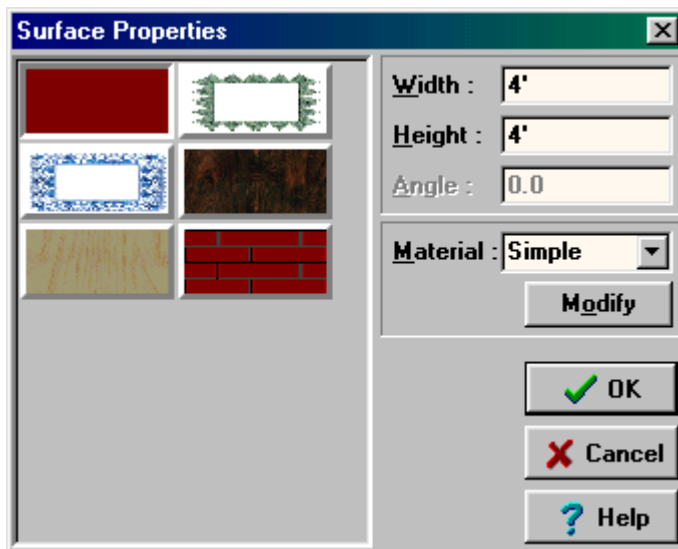 Surface Properties
Width : 4'
Height : 4'
Angle : 0.0
Material : Simple
Modify
OK
Cancel
Help